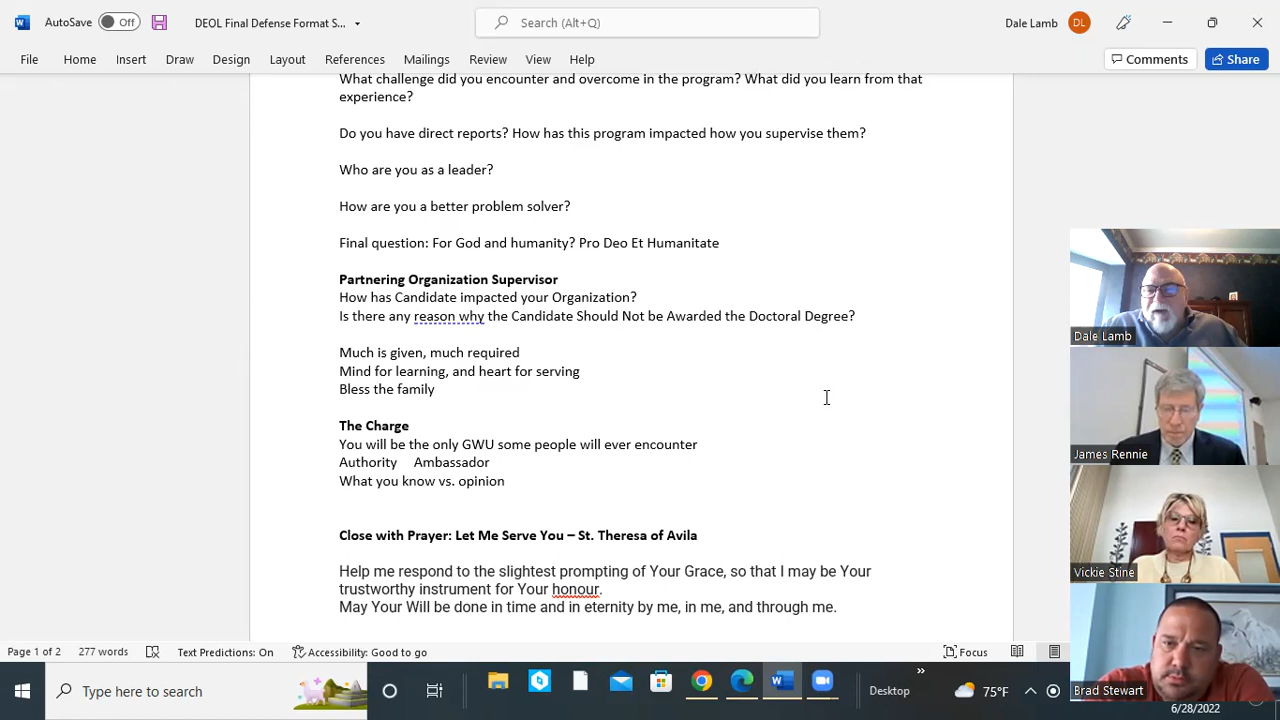 AutoSave Off DEOL Final Defense Format S... Search (Alt+Q) Dale Lamb DL
File Home Insert Draw Design Layout References Mailings Review View Help Comments Share
What challenge did you encounter and overcome in the program? What did you learn from that
experience?
Do you have direct reports? How has this program impacted how you supervise them?
Who are you as a leader?
How are you a better problem solver?
Final question: For God and humanity? Pro Deo Et Humanitate
Partnering Organization Supervisor
How has Candidate impacted your Organization?
Is there any reason why the Candidate Should Not be Awarded the Doctoral Degree?
Much is given, much required
Mind for learning, and heart for serving
Bless the family
The Charge
You will be the only GWU some people will ever encounter
Authority Ambassador
What you know vs. opinion
Close with Prayer: Let Me Serve You – St. Theresa of Avila
Help me respond to the slightest prompting of Your Grace, so that I may be Your
trustworthy instrument for Your honour.
May Your Will be done in time and in eternity by me, in me, and through me.
Dale Lamb
James Rennie
Vickie Stine
Brad Stewart
Page 1 of 2 277 words Text Predictions: On Accessibility: Good to go Focus
Type here to search Desktop 75°F
6/28/2022